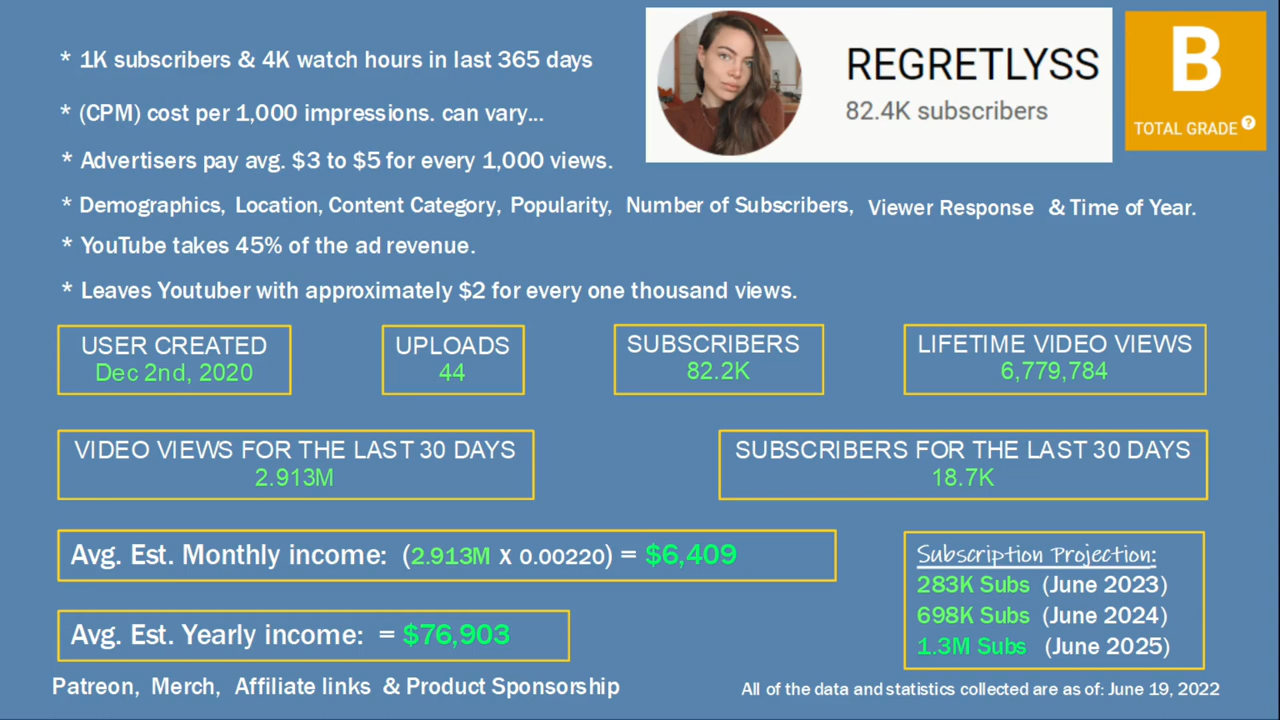 * 1K subscribers & 4K watch hours in last 365 days
REGRETLYSS
82.4K subscribers
B
TOTAL GRADE ?
* (CPM) cost per 1,000 impressions. can vary...
* Advertisers pay avg. $3 to $5 for every 1,000 views.
* Demographics, Location, Content Category, Popularity, Number of Subscribers, Viewer Response & Time of Year.
* YouTube takes 45% of the ad revenue.
* Leaves Youtuber with approximately $2 for every one thousand views.
USER CREATED
Dec 2nd, 2020
UPLOADS
44
SUBSCRIBERS
82.2K
LIFETIME VIDEO VIEWS
6,779,784
VIDEO VIEWS FOR THE LAST 30 DAYS
2.913M
SUBSCRIBERS FOR THE LAST 30 DAYS
18.7K
Avg. Est. Monthly income: (2.913M X 0.00220) = $6,409
Avg. Est. Yearly income: = $76,903
Subscription Projection:
283K Subs (June 2023)
698K Subs (June 2024)
1.3M Subs (June 2025)
Patreon, Merch, Affiliate links & Product Sponsorship
All of the data and statistics collected are as of: June 19, 2022